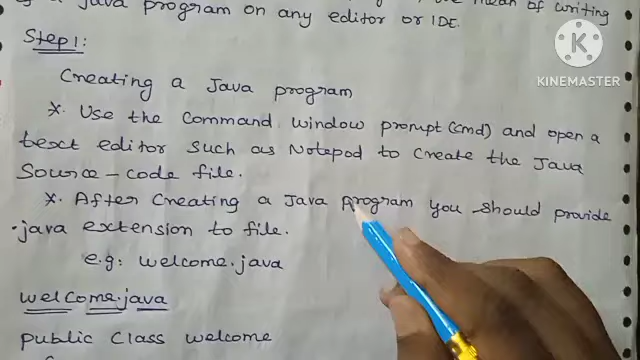 a Java program on any editor or IDE.
Step1:
Creating a Java program
* Use the Command window prompt (cmd) and open a
text editor such as Notepad to create the Java
Source-code file.
* After creating a Java program you should provide
.java extension to file.
e.g: welcome.java
welcome.java
public class welcome
KINEMASTER